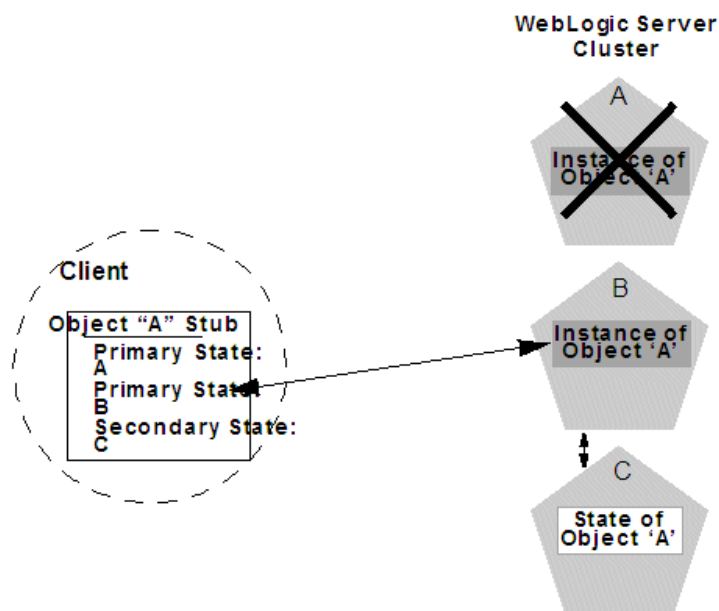 WebLogic Server
Cluster
A
Instance of
Object ‘A’
Client
Object “A” Stub
Primary State:
A
Primary State:
B
Secondary State:
C
B
Instance of
Object ‘A’
C
State of
Object ‘A’